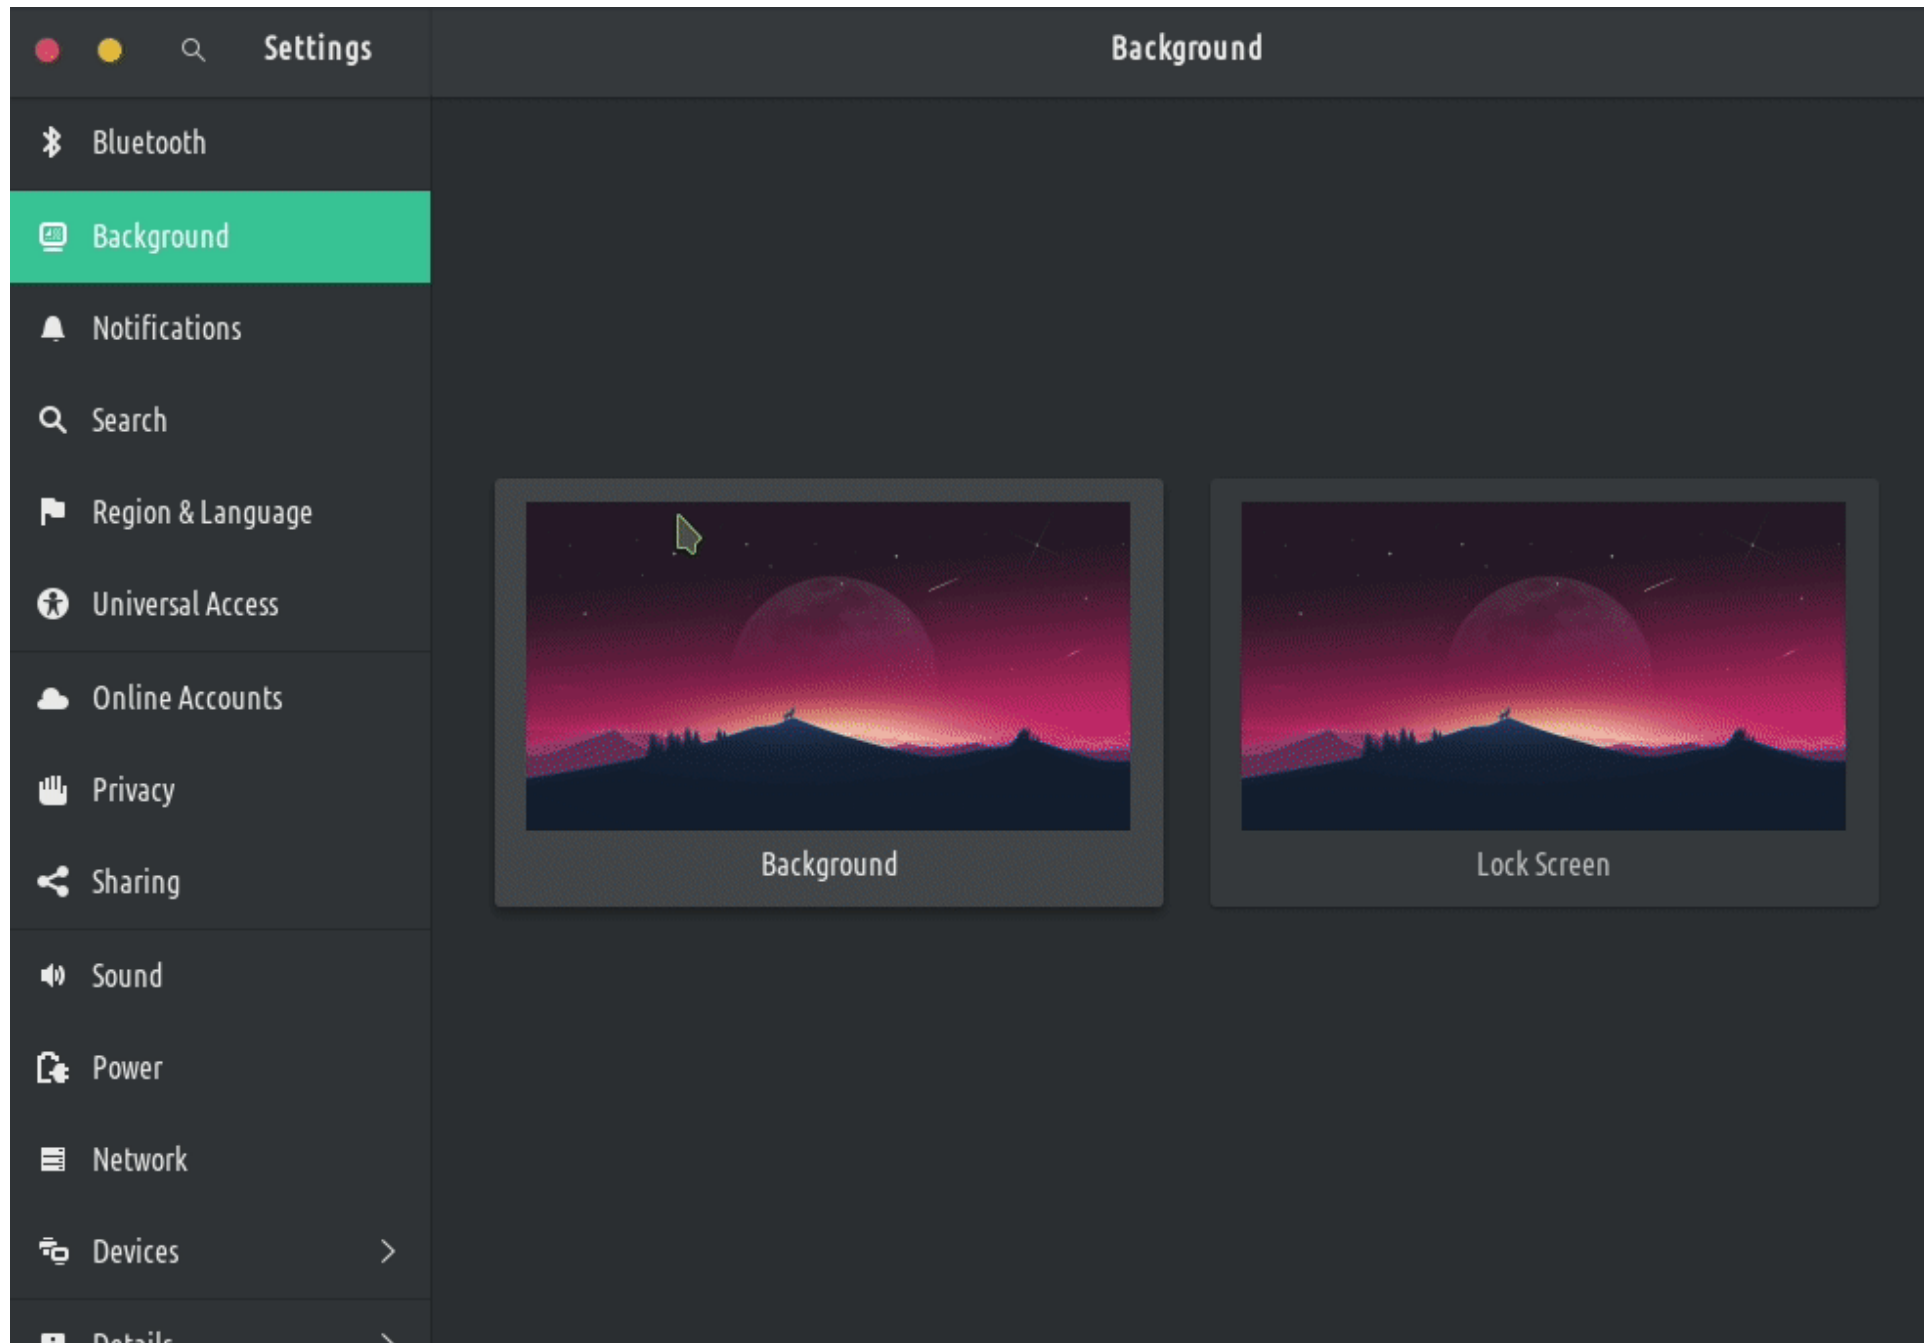 Settings
Background
Bluetooth
Background
Notifications
Search
Region & Language
Universal Access
Online Accounts
Privacy
Sharing
Sound
Power
Network
Devices
Details
Background
Lock Screen